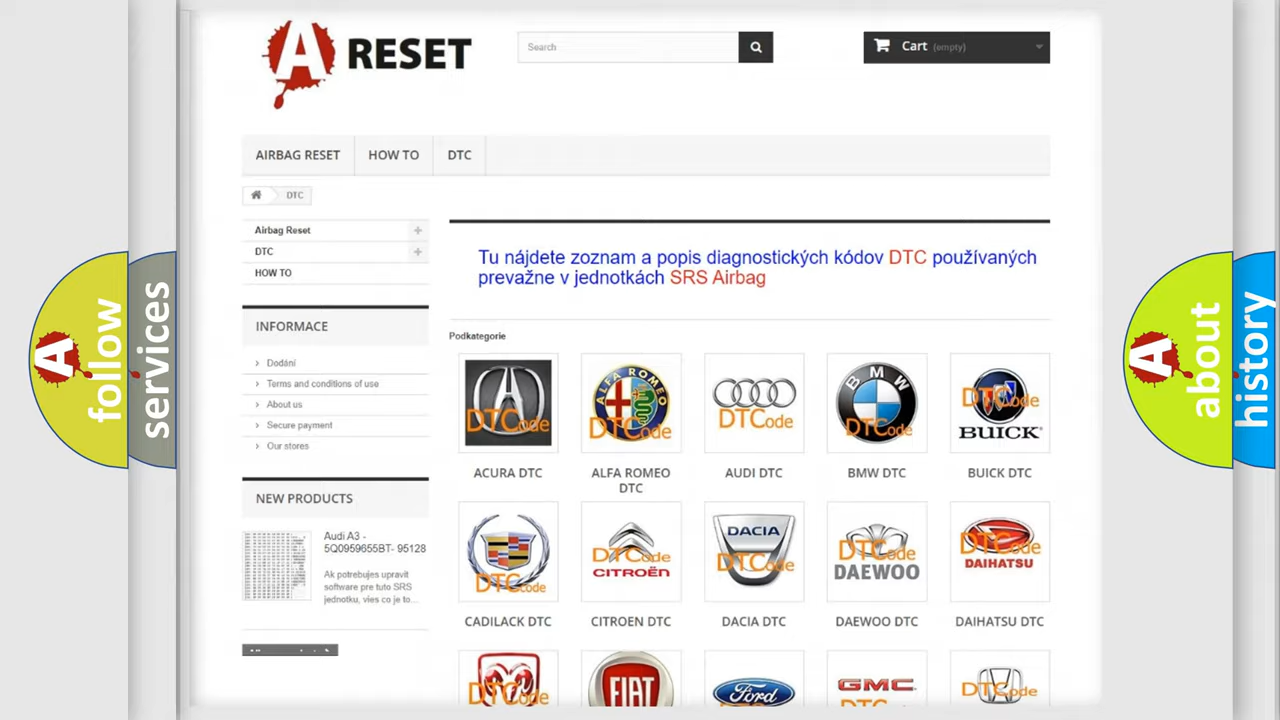 A RESET
Search
Cart (empty)
AIRBAG RESET
HOW TO
DTC
DTC
Airbag Reset
DTC
HOW TO
INFORMACE
Dodání
Terms and conditions of use
About us
Secure payment
Our stores
NEW PRODUCTS
Audi A3 -
5Q0959655BT- 95128
Ak potrebujes upravit
software pre tuto SRS
jednotku, vies co je to...
Tu nájdete zoznam a popis diagnostických kódov DTC používaných
prevažne v jednotkách SRS Airbag
Podkategorie
DTCode
ACURA DTC
ALFA ROMEO
DTCode
ALFA ROMEO
DTC
DTCode
AUDI DTC
BMW
DTCode
BMW DTC
DTCode
BUICK
BUICK DTC
DTCode
CADILACK DTC
DTCode
CITROËN
CITROEN DTC
DACIA
DTCode
DACIA DTC
DTCode
DAEWOO
DAEWOO DTC
DTCode
DAIHATSU
DAIHATSU DTC
DTCode
FIAT
Ford
GMC
DTCode
A follow
services
A about
history